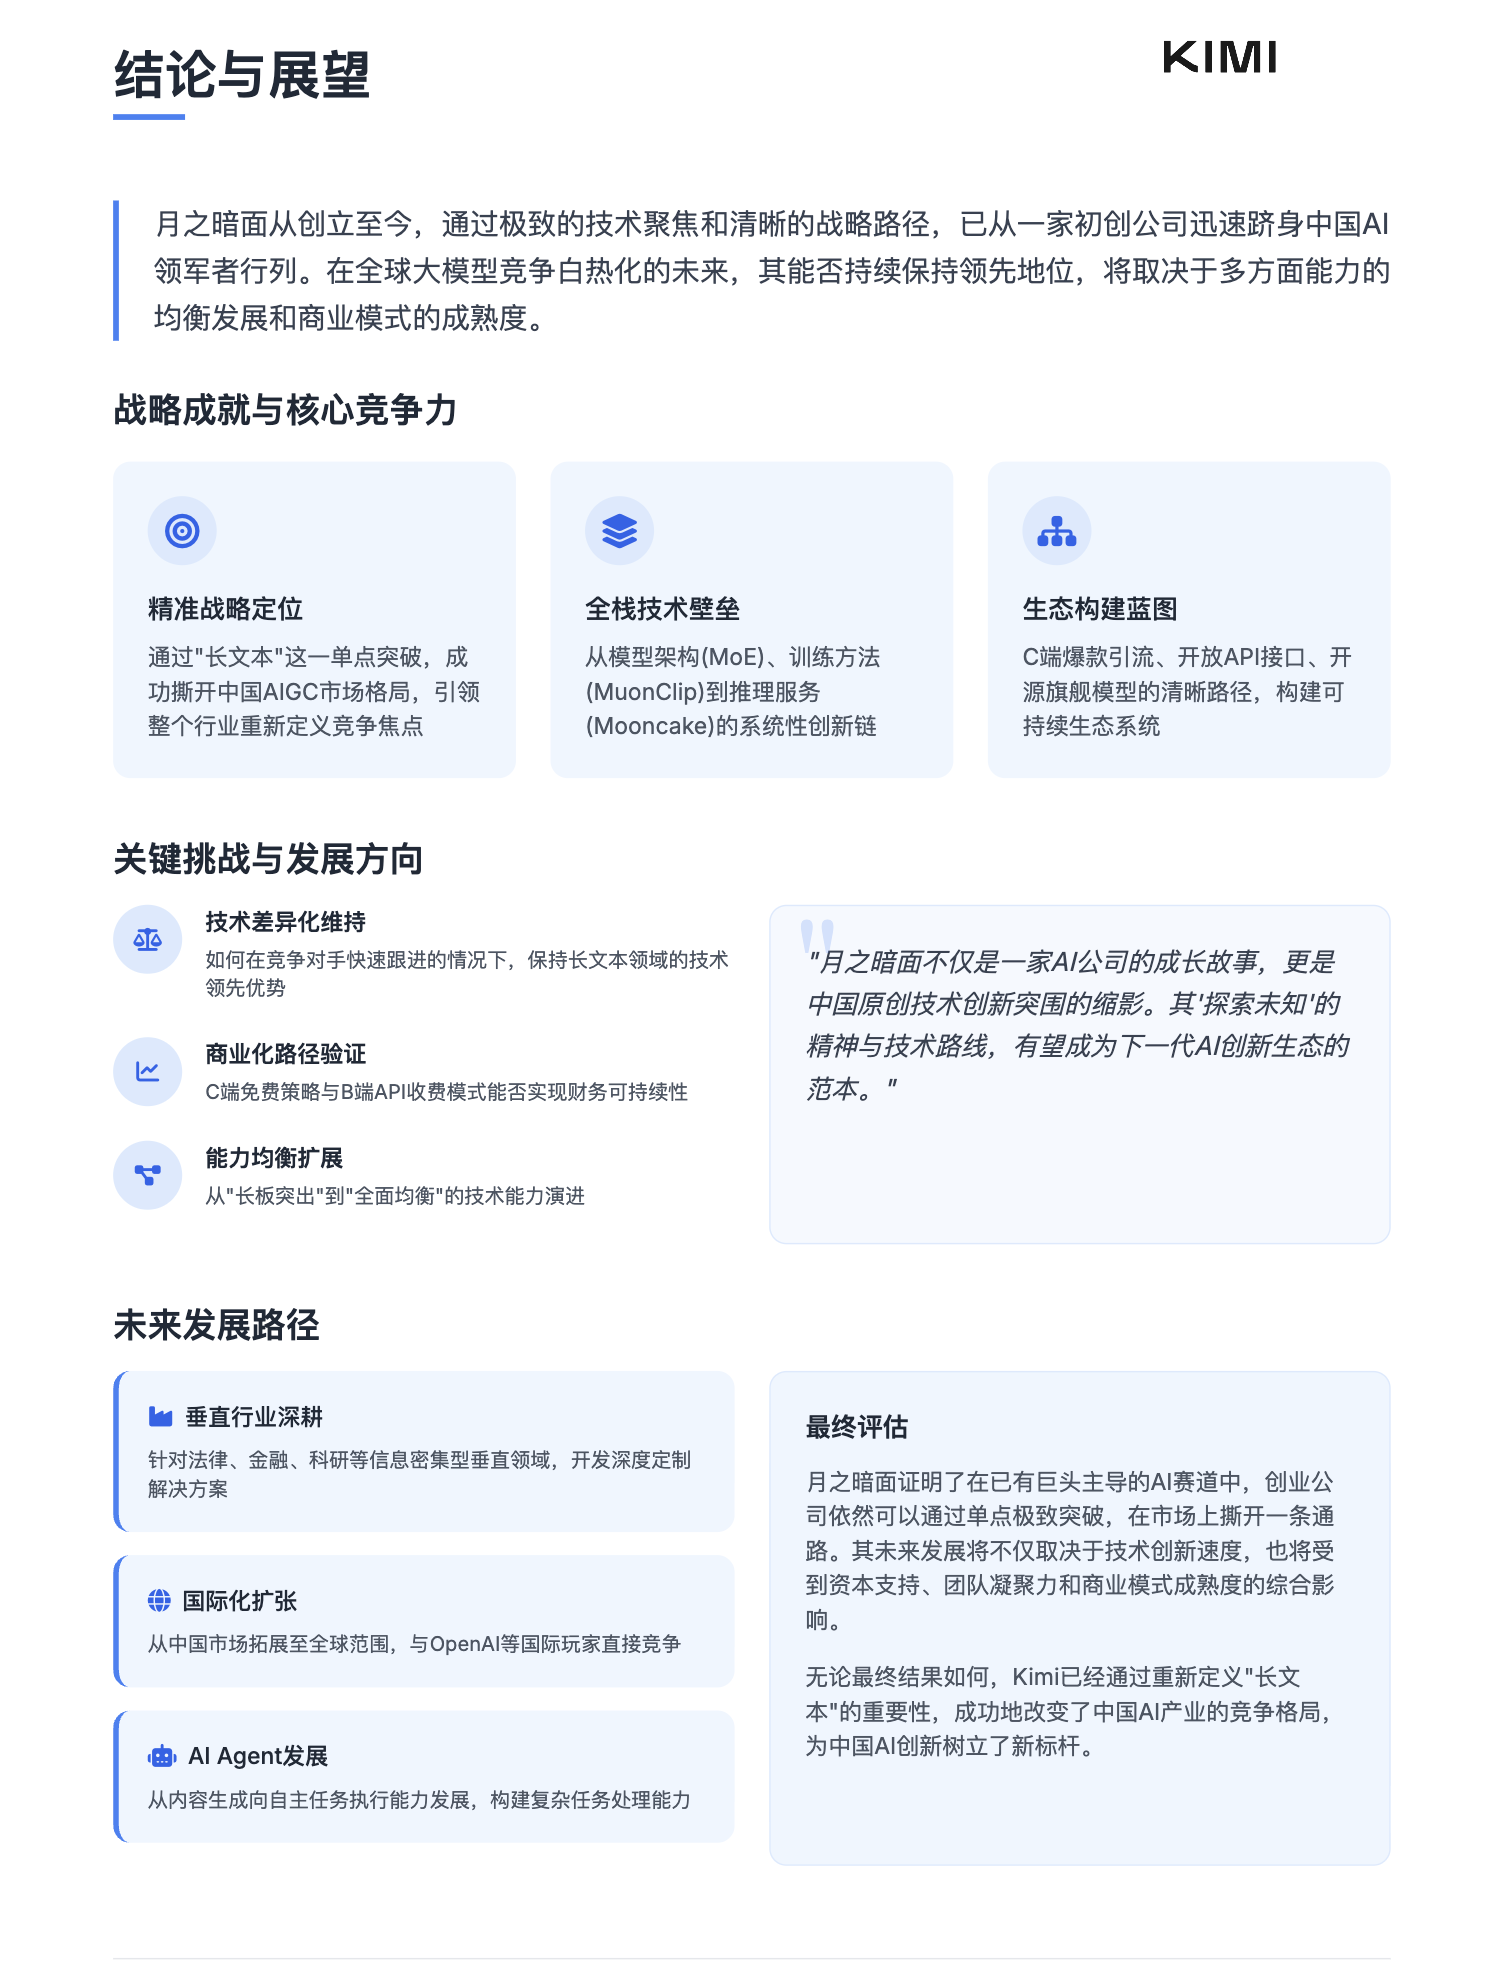 结论与展望
KIMI
月之暗面从创立至今，通过极致的技术聚焦和清晰的战略路径，已从一家初创公司迅速跻身中国AI
领军者行列。在全球大模型竞争白热化的未来，其能否持续保持领先地位，将取决于多方面能力的
均衡发展和商业模式的成熟度。
战略成就与核心竞争力
精准战略定位
通过"长文本"这一单点突破，成
功撕开中国AIGC市场格局，引领
整个行业重新定义竞争焦点
全栈技术壁垒
从模型架构(MoE)、训练方法
(MuonClip)到推理服务
(Mooncake)的系统性创新链
生态构建蓝图
C端爆款引流、开放API接口、开
源旗舰模型的清晰路径，构建可
持续生态系统
关键挑战与发展方向
技术差异化维持
如何在竞争对手快速跟进的情况下，保持长文本领域的技术
领先优势
商业化路径验证
C端免费策略与B端API收费模式能否实现财务可持续性
能力均衡扩展
从"长板突出"到"全面均衡"的技术能力演进
"
"月之暗面不仅是一家AI公司的成长故事，更是
中国原创技术创新突围的缩影。其'探索未知'的
精神与技术路线，有望成为下一代AI创新生态的
范本。"
未来发展路径
垂直行业深耕
针对法律、金融、科研等信息密集型垂直领域，开发深度定制
解决方案
国际化扩张
从中国市场拓展至全球范围，与OpenAI等国际玩家直接竞争
AI Agent发展
从内容生成向自主任务执行能力发展，构建复杂任务处理能力
最终评估
月之暗面证明了在已有巨头主导的AI赛道中，创业公
司依然可以通过单点极致突破，在市场上撕开一条通
路。其未来发展将不仅取决于技术创新速度，也将受
到资本支持、团队凝聚力和商业模式成熟度的综合影
响。
无论最终结果如何，Kimi已经通过重新定义"长文
本"的重要性，成功地改变了中国AI产业的竞争格局，
为中国AI创新树立了新标杆。